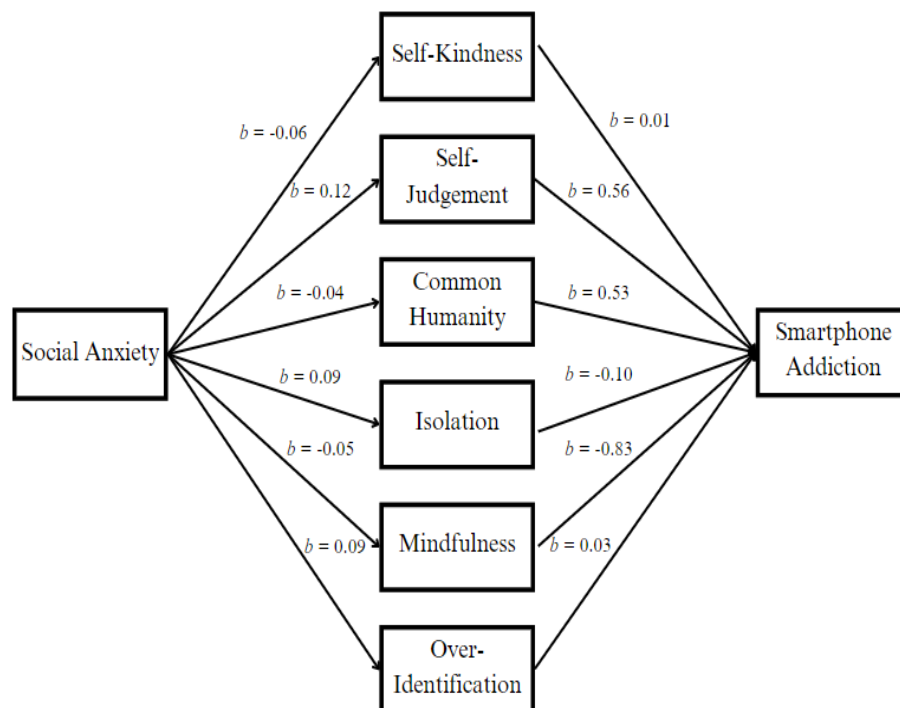 Self-Kindness
b = -0.06
b = 0.01
Self-
Judgement
b = 0.12
b = 0.56
Common
Humanity
b = -0.04
b = 0.53
Social Anxiety
Smartphone
Addiction
b = 0.09
b = -0.10
Isolation
b = -0.05
b = -0.83
Mindfulness
b = 0.09
b = 0.03
Over-
Identification